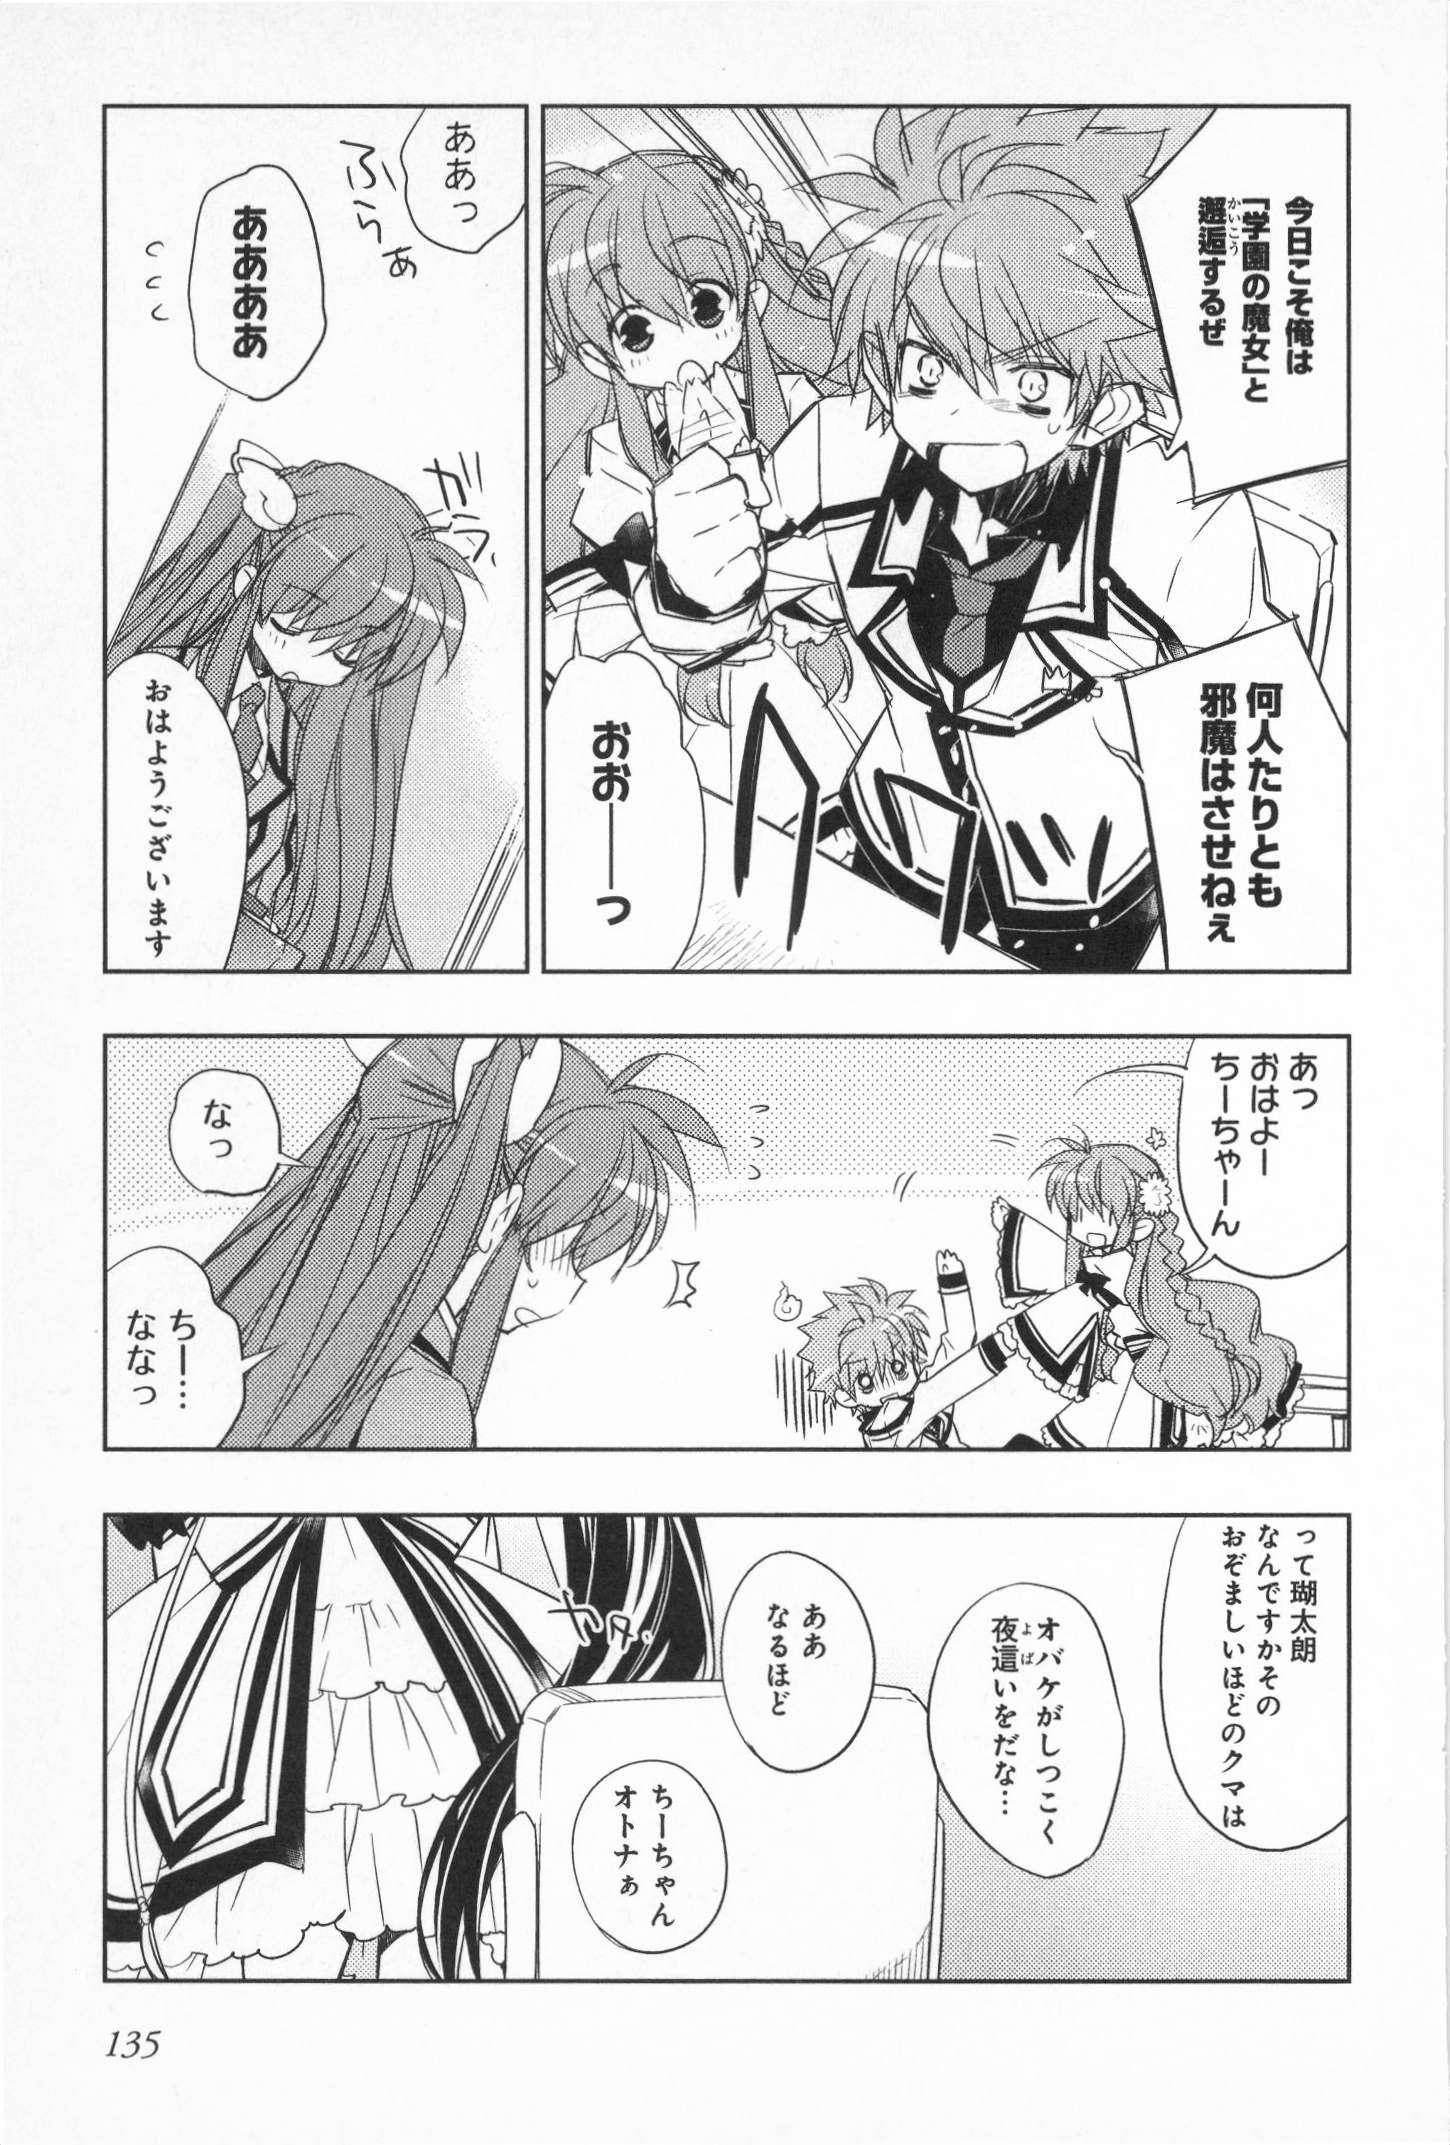 今日こそ俺は
「学園の魔女」と
かいこう
邂逅するぜ
何人たりとも
邪魔はさせねぇ
おお――っ
ああっ
ふらぁ
ああああ
ガラ、
おはようございます
あっ
おはよー
ちーちゃーん
なっ
ちー…
ななっ
って瑚太朗
なんですかその
おぞましいほどのクマは
オバケがしつこく
よば
夜這いをだな…
ああ
なるほど
カタ、
ちーちゃん
オトナぁ
135